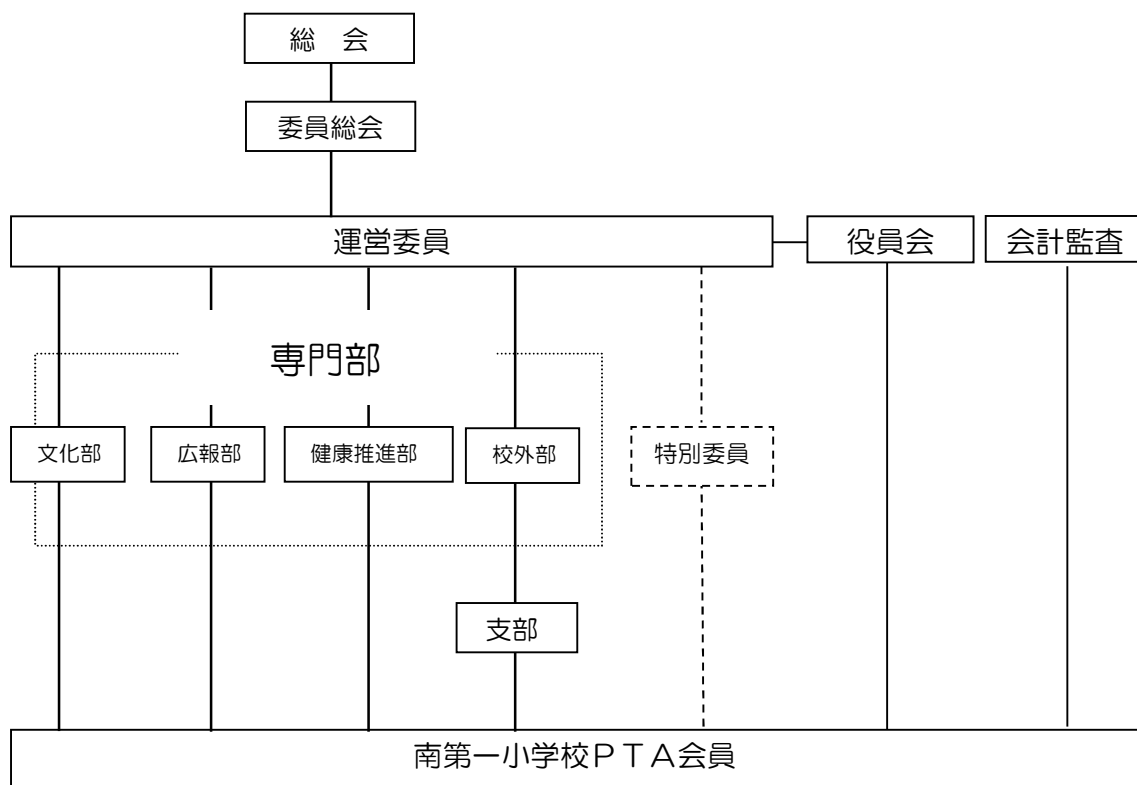 総　会
委員総会
運営委員
役員会
会計監査
専門部
文化部
広報部
健康推進部
校外部
特別委員
支部
南第一小学校ＰＴＡ会員